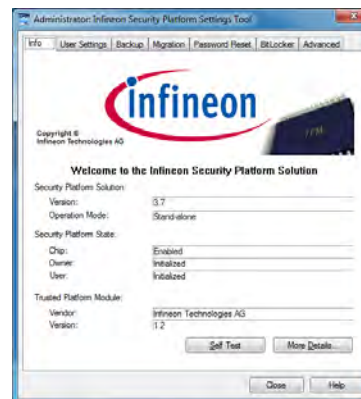 Administrator: Infineon Security Platform Settings Tool
Info User Settings Backup Migration Password Reset BitLocker Advanced
infineon
TPM
Copyright ©
Infineon Technologies AG
Welcome to the Infineon Security Platform Solution
Security Platform Solution:
Version: 3.7
Operation Mode: Stand-alone
Security Platform State:
Chip: Enabled
Owner: Initialized
User: Initialized
Trusted Platform Module:
Vendor: Infineon Technologies AG
Version: 1.2
Self Test More Details...
Close Help